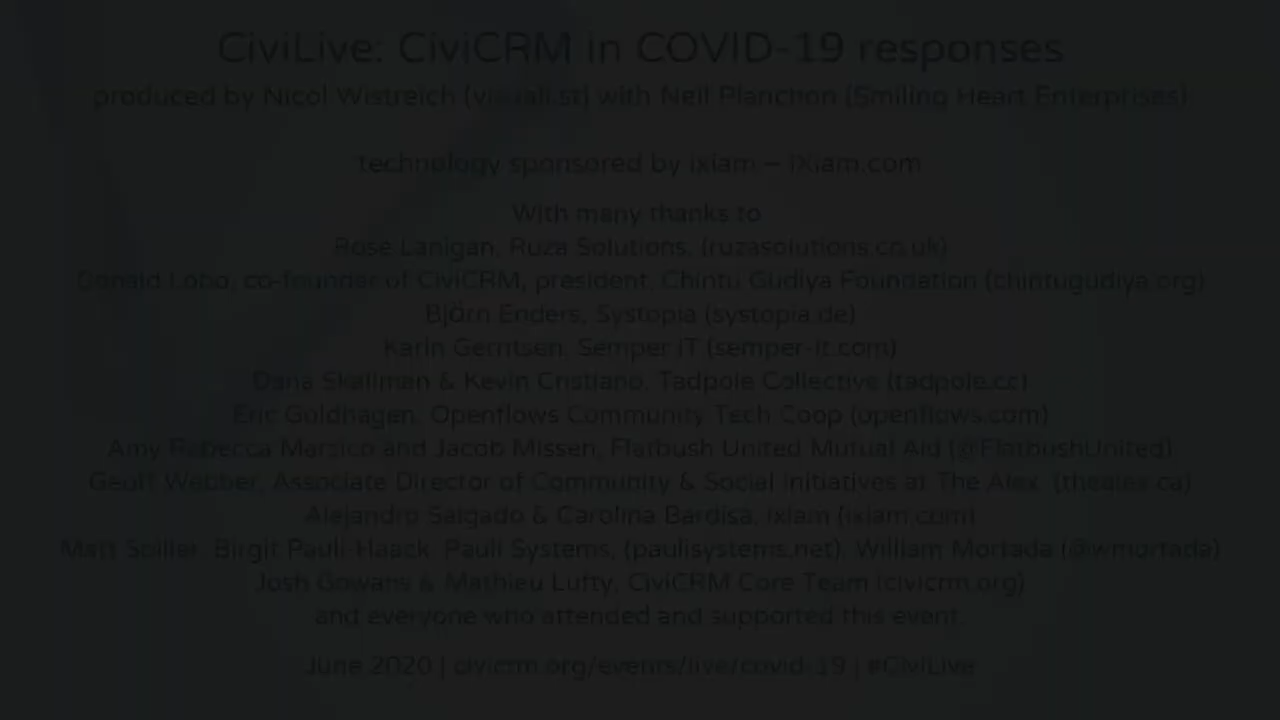 CiviLive: CiviCRM in COVID-19 responses
produced by Nicol Wistreich (visuali.st) with Neil Planchon (Smiling Heart Enterprises)
technology sponsored by ixiam – iXiam.com
With many thanks to
Rose Lanigan, Ruza Solutions, (ruzasolutions.co.uk)
Donald Lobo, co-founder of CiviCRM, president, Chintu Gudiya Foundation (chintugudiya.org)
Björn Enders, Systopia (systopia.de)
Karin Gerritsen, Semper IT (semper-it.com)
Dana Skallman & Kevin Cristiano, Tadpole Collective (tadpole.cc)
Eric Goldhagen, Openflows Community Tech Coop (openflows.com)
Amy Rebecca Marsico and Jacob Missen, Flatbush United Mutual Aid (@FlatbushUnited)
Geoff Webber, Associate Director of Community & Social Initiatives at The Alex (thealex.ca)
Alejandro Salgado & Carolina Bardisa, ixiam (ixiam.com)
Matt Birgit Pauli-Haack, Pauli Systems, (paulisystems.net), William Mortada (@wmortada)
Josh Gowans & Mathieu Lutfy, CiviCRM Core Team (civicrm.org)
and everyone who attended and supported this event.
June 2020 | civicrm.org/events/live/covid-19 | #CiviLive